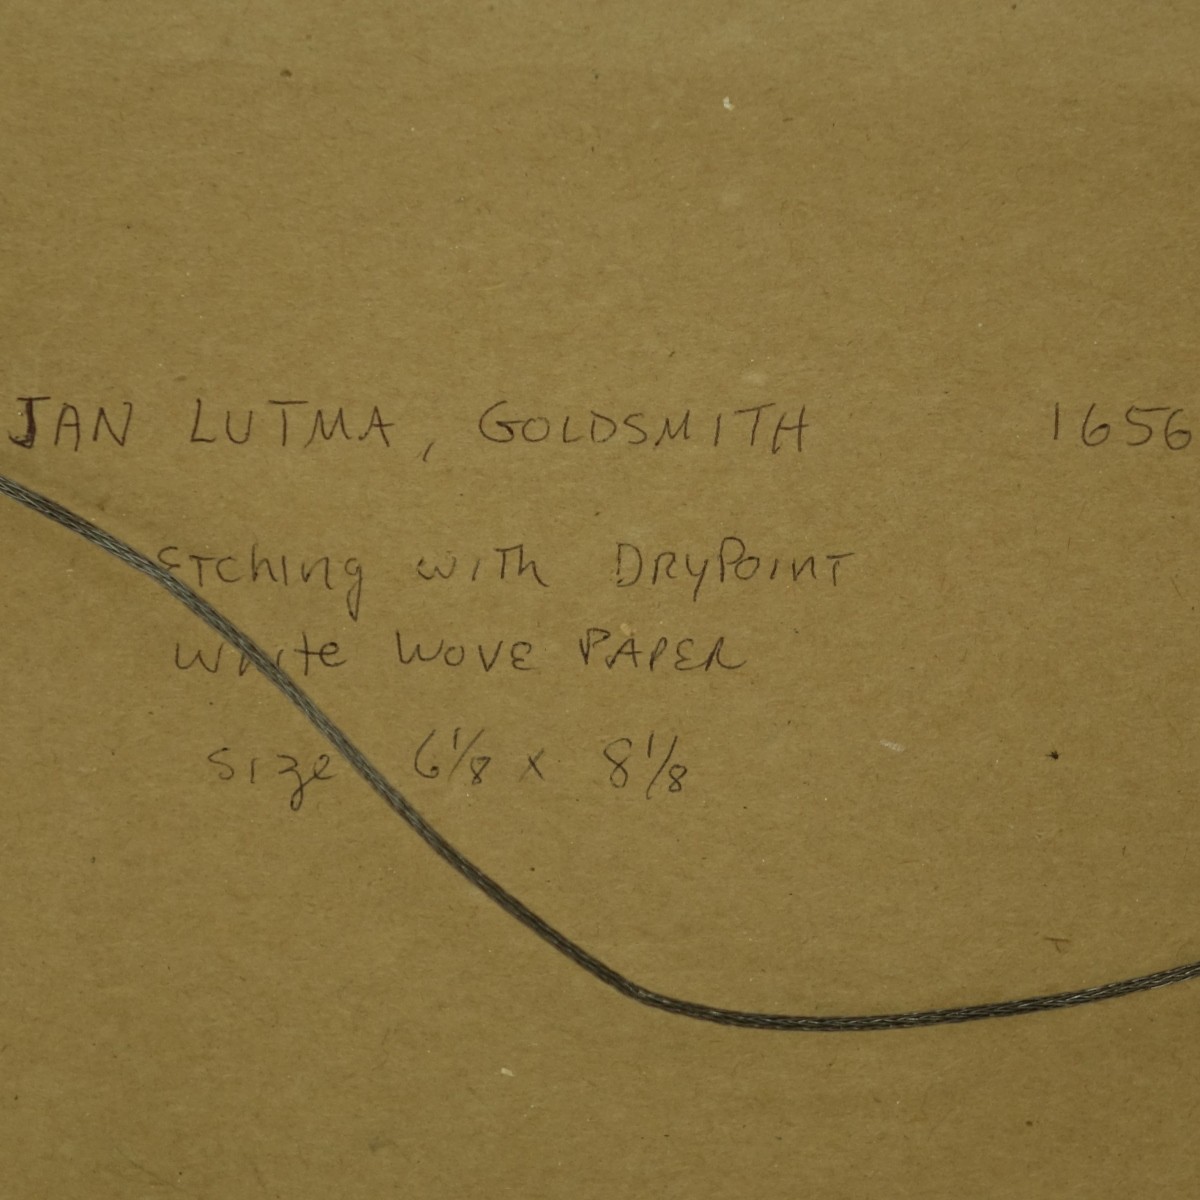 JAN LUTMA, GOLDSMITH 1656
Etching with DryPoint
White Wove PAPER
Size 6 1/8 x 8 1/8